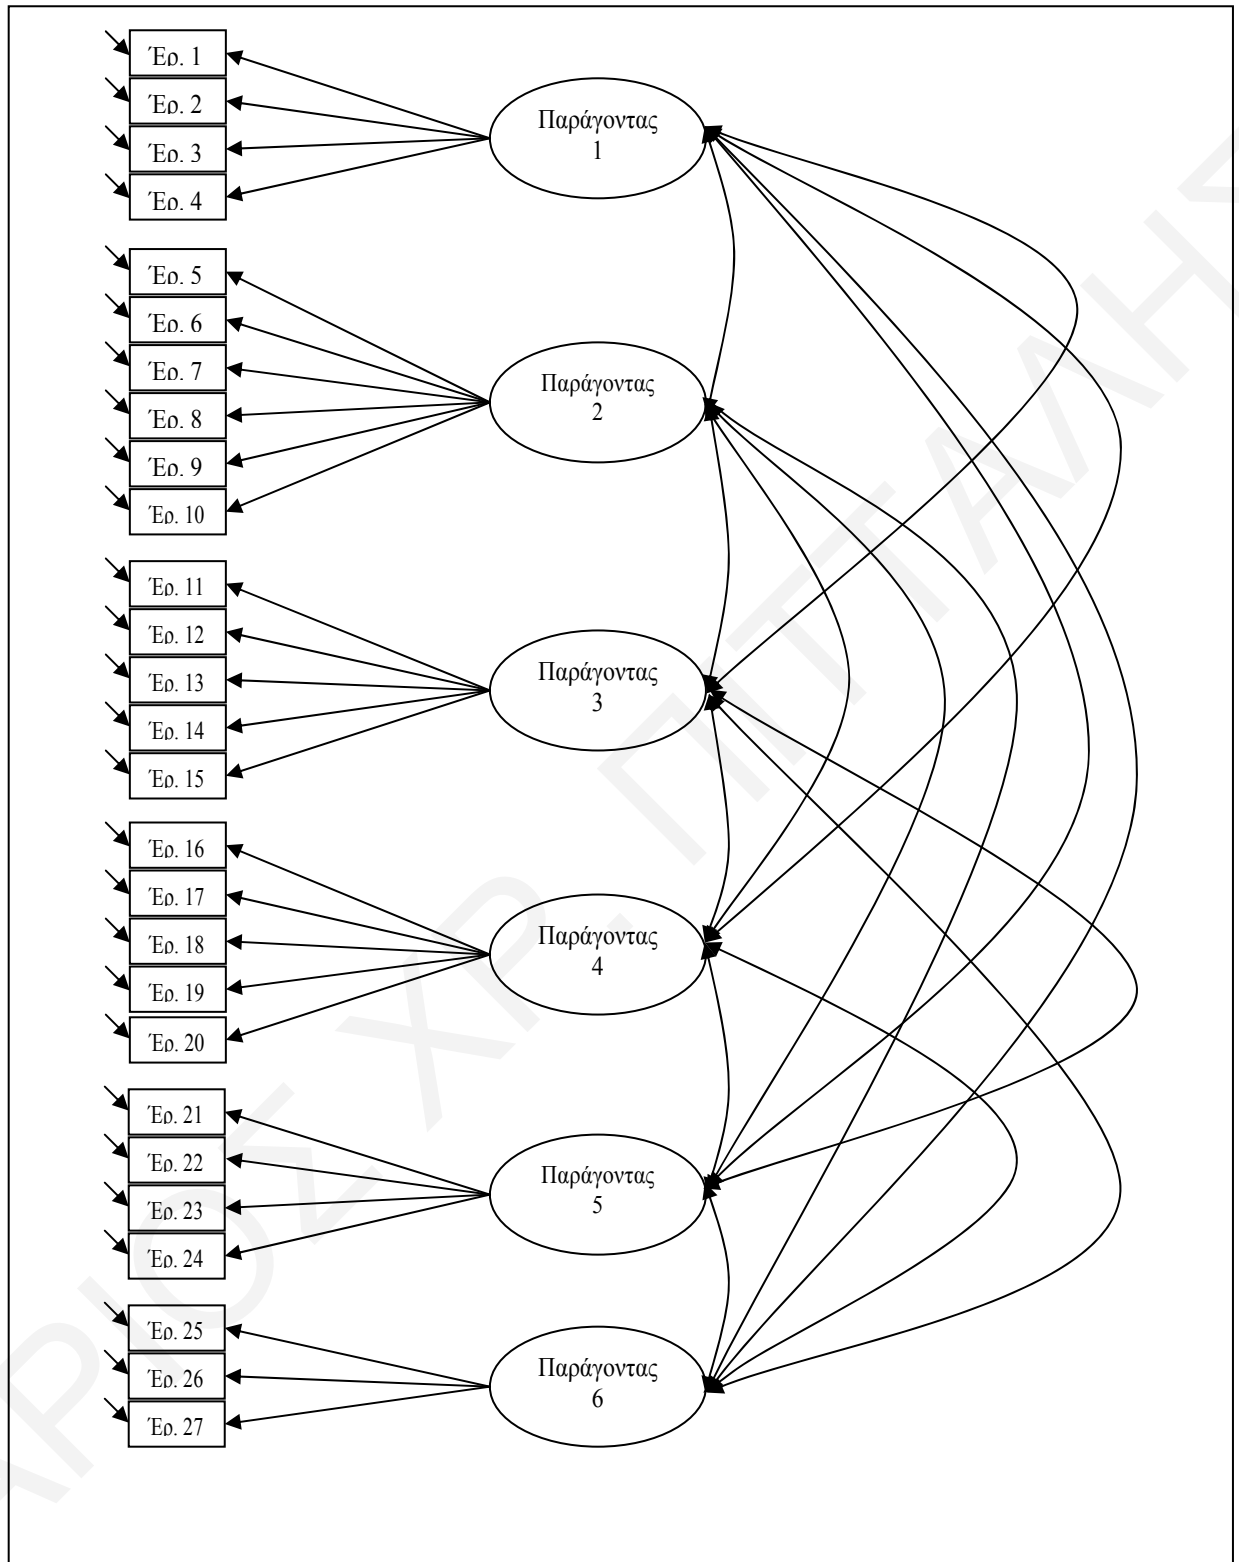 Έρ. 1
Έρ. 2
Έρ. 3
Έρ. 4
Παράγοντας
1
Έρ. 5
Έρ. 6
Έρ. 7
Έρ. 8
Έρ. 9
Έρ. 10
Παράγοντας
2
Έρ. 11
Έρ. 12
Έρ. 13
Έρ. 14
Έρ. 15
Παράγοντας
3
Έρ. 16
Έρ. 17
Έρ. 18
Έρ. 19
Έρ. 20
Παράγοντας
4
Έρ. 21
Έρ. 22
Έρ. 23
Έρ. 24
Παράγοντας
5
Έρ. 25
Έρ. 26
Έρ. 27
Παράγοντας
6
ΧΡ. ΠΙΤΤΑΛΗΣ